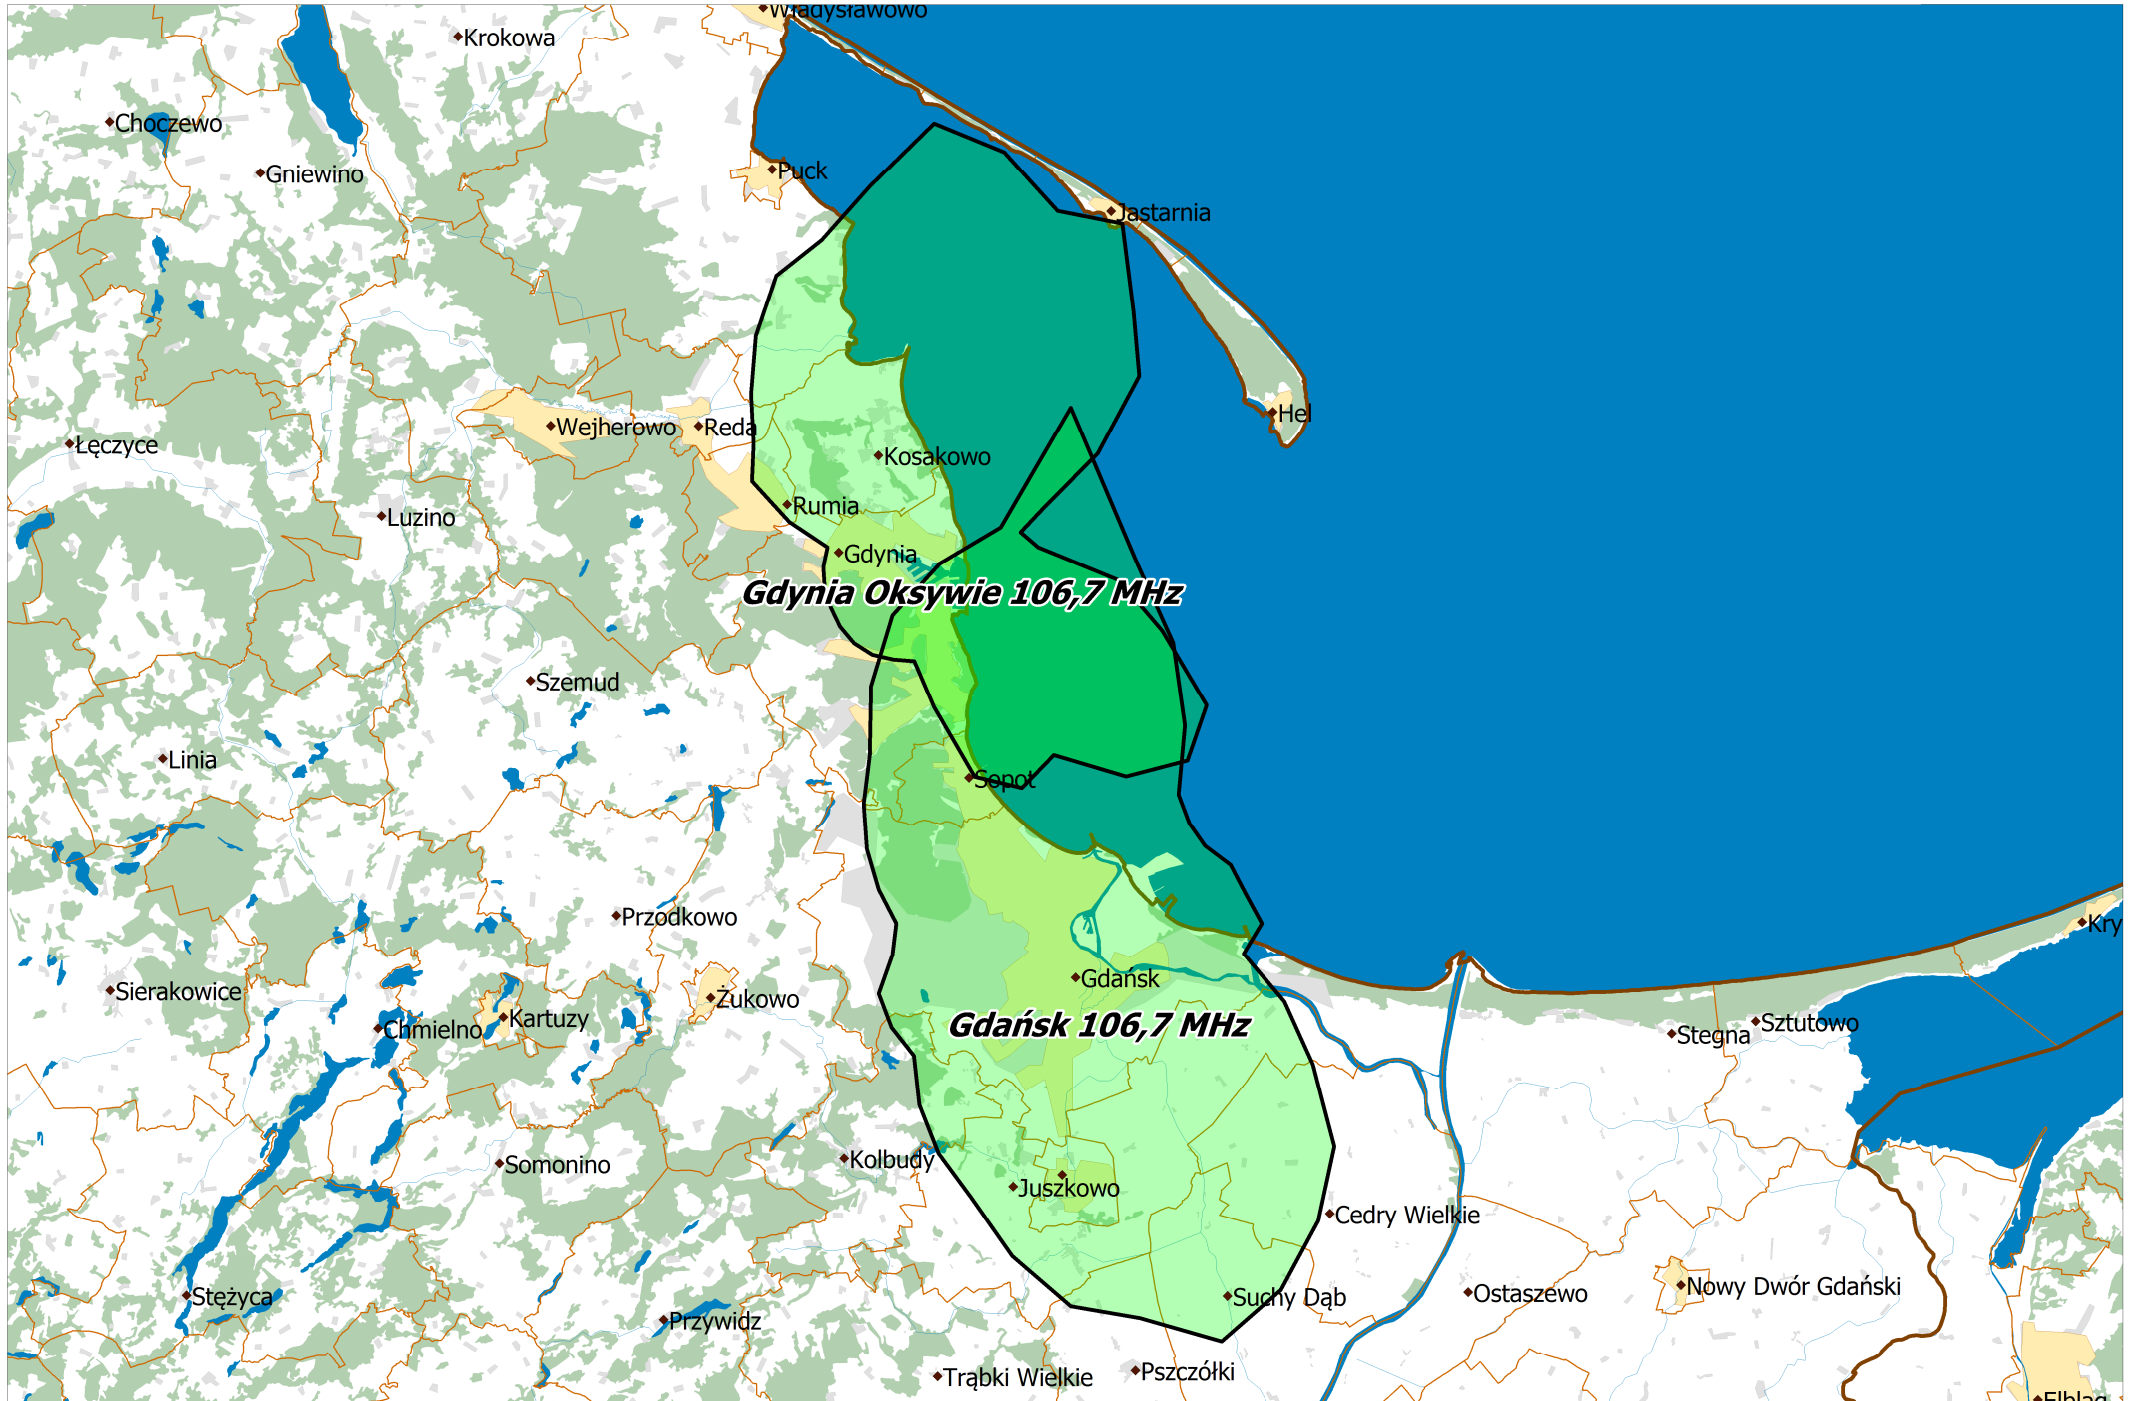 Władysławowo
Krokowa
Choczewo
Gniewino
Puck
Jastarnia
Hel
Wejherowo
Reda
Łęczyce
Kosakowo
Rumia
Luzino
Gdynia
Gdynia Oksywie 106,7 MHz
Szemud
Linia
Sopot
Przodkowo
Kry
Gdańsk
Sierakowice
Żukowo
Kartuzy
Chmielno
Gdańsk 106,7 MHz
Sztutowo
Stegna
Kolbudy
Somonino
Juszkowo
Cedry Wielkie
Nowy Dwór Gdański
Ostaszewo
Stężyca
Suchy Dąb
Przywidz
Pszczółki
Trąbki Wielkie
Elbląg